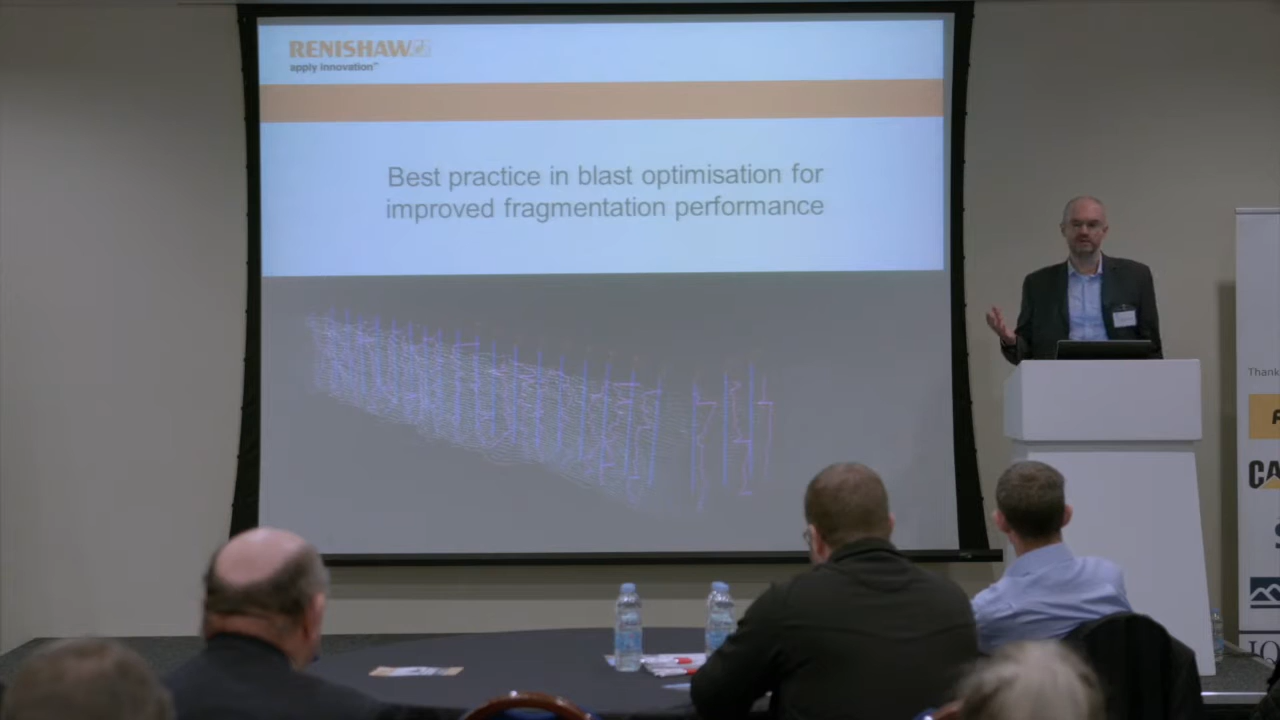 RENISHAW
apply innovation™
Best practice in blast optimisation for
improved fragmentation performance
Thank
CA